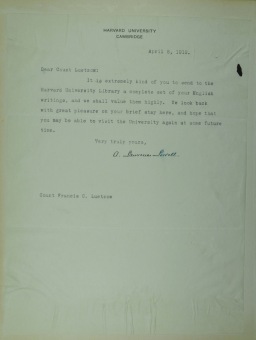 HARVARD UNIVERSITY
CAMBRIDGE
April 5, 1912.
Dear Count Lutzow:
It is extremely kind of you to send to the
Harvard University Library a complete set of your English
writings, and we shall value them highly. We look back
with great pleasure on your brief stay here, and hope that
you may be able to visit the University again at some future
time.
Very truly yours,
A. Lawrence Lowell
Count Francis H. Lutzow